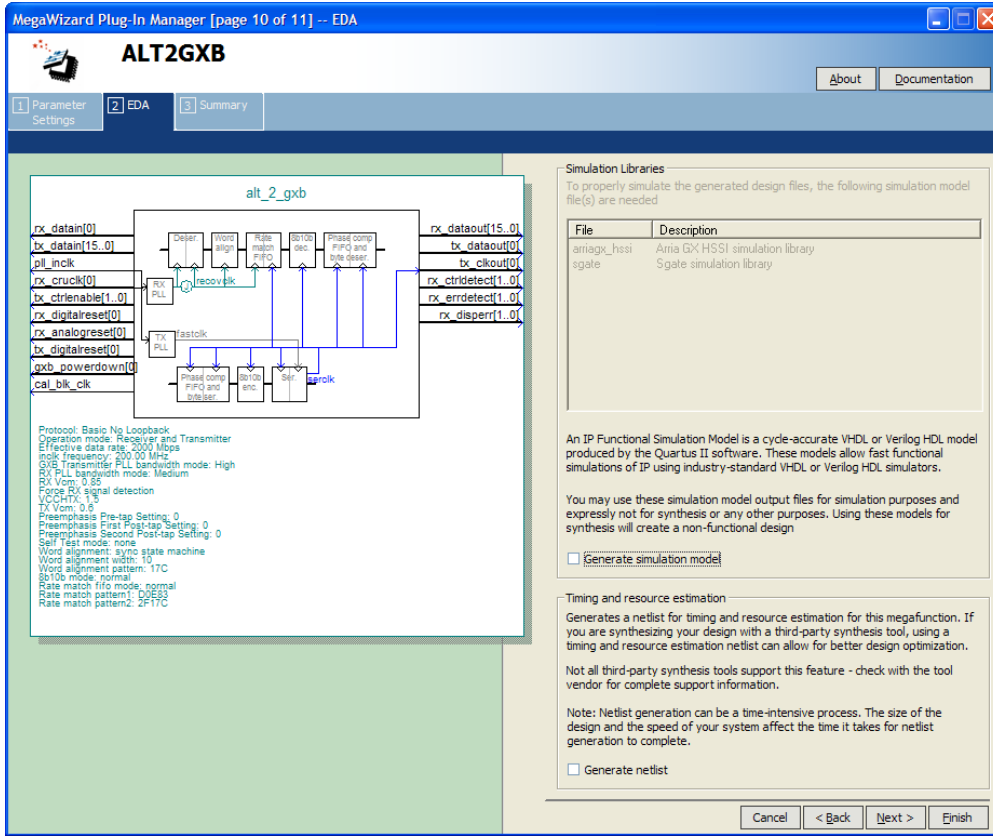 MegaWizard Plug-In Manager [page 10 of 11] -- EDA
ALT2GXB
About
Documentation
1 Parameter Settings
2 EDA
3 Summary
alt_2_gxb
rx_datain[0]
tx_datain[15..0]
pll_inclk
rx_cruclk[0]
tx_ctrlenable[1..0]
rx_digitalreset[0]
rx_analogreset[0]
tx_digitalreset[0]
gxb_powerdown[0]
cal_blk_clk
Deser.
Word align
Rate match FIFO
8b10b dec.
Phase comp FIFO and byte deser.
RX PLL
recovclk
TX PLL
fastclk
Phase comp FIFO and byteser.
8b10b enc.
Ser.
serclk
rx_dataout[15..0]
tx_dataout[0]
tx_clkout[0]
rx_ctrldetect[1..0]
rx_errdetect[1..0]
rx_disperr[1..0]
Protocol: Basic No Loopback
Operation mode: Receiver and Transmitter
Effective data rate: 2000 Mbps
inclk frequency: 200.00 MHz
GXB Transmitter PLL bandwidth mode: High
RX PLL bandwidth mode: Medium
RX Vcm: 0.85
Force RX signal detection
VCCHTX: 1.5
TX Vcm: 0.6
Preemphasis Pre-tap Setting: 0
Preemphasis First Post-tap Setting: 0
Preemphasis Second Post-tap Setting: 0
Self Test mode: none
Word alignment: sync state machine
Word alignment width: 10
Word alignment pattern: 17C
8b10b mode: normal
Rate match fifo mode: normal
Rate match pattern1: D0E83
Rate match pattern2: 2F17C
Simulation Libraries
To properly simulate the generated design files, the following simulation model
file(s) are needed
File Description
arriagx_hssi Arria GX HSSI simulation library
sgate Sgate simulation library
An IP Functional Simulation Model is a cycle-accurate VHDL or Verilog HDL model
produced by the Quartus II software. These models allow fast functional
simulations of IP using industry-standard VHDL or Verilog HDL simulators.
You may use these simulation model output files for simulation purposes and
expressly not for synthesis or any other purposes. Using these models for
synthesis will create a non-functional design
Generate simulation model
Timing and resource estimation
Generates a netlist for timing and resource estimation for this megafunction. If
you are synthesizing your design with a third-party synthesis tool, using a
timing and resource estimation netlist can allow for better design optimization.
Not all third-party synthesis tools support this feature - check with the tool
vendor for complete support information.
Note: Netlist generation can be a time-intensive process. The size of the
design and the speed of your system affect the time it takes for netlist
generation to complete.
Generate netlist
Cancel
< Back
Next >
Finish